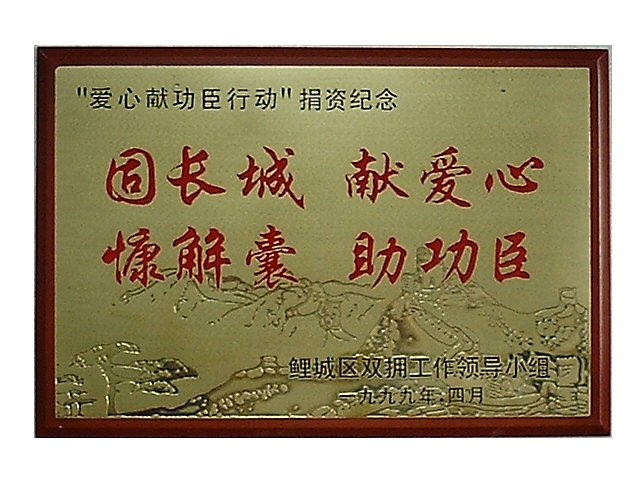 "爱心献功臣行动"捐资纪念
固长城 献爱心
慷解囊 助功臣
鲤城区双拥工作领导小组
一九九九年.四月